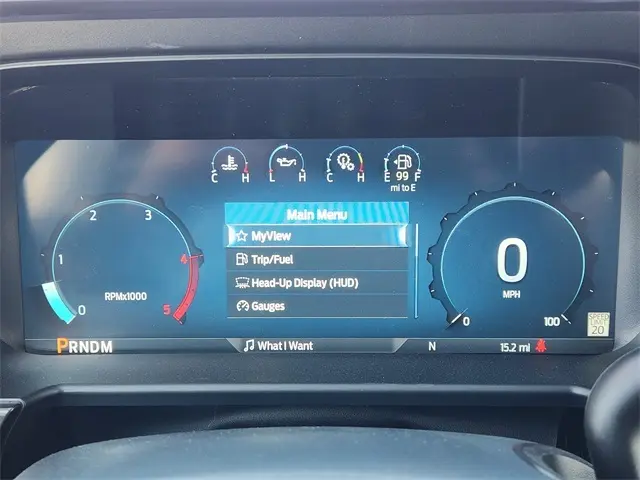 C H
L H
C H
E 99 F
mi to E
Main Menu
MyView
Trip/Fuel
Head-Up Display (HUD)
Gauges
0 1 2 3 4 5
RPMx1000
0
MPH
0 100
SPEED
LIMIT
20
PRNDM
What I Want
N
15.2 mi